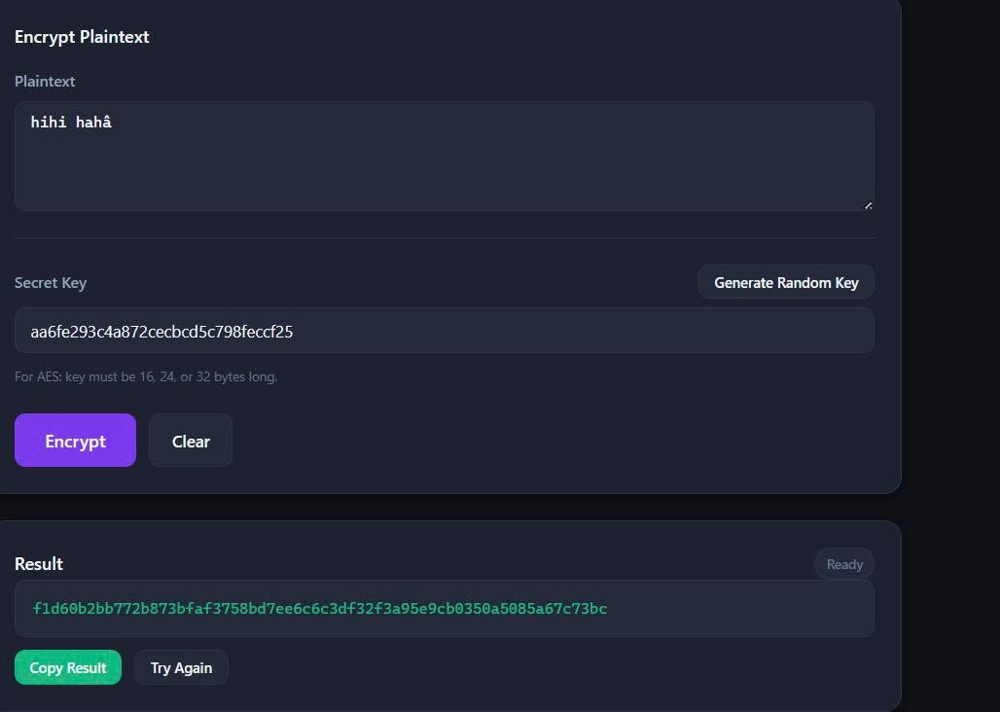 Encrypt Plaintext
Plaintext
hihi hahâ
Secret Key
Generate Random Key
aa6fe293c4a872cecbcd5c798feccf25
For AES: key must be 16, 24, or 32 bytes long.
Encrypt
Clear
Result
Ready
f1d60b2bb772b873bfaf3758bd7ee6c6c3df32f3a95e9cb0350a5085a67c73bc
Copy Result
Try Again